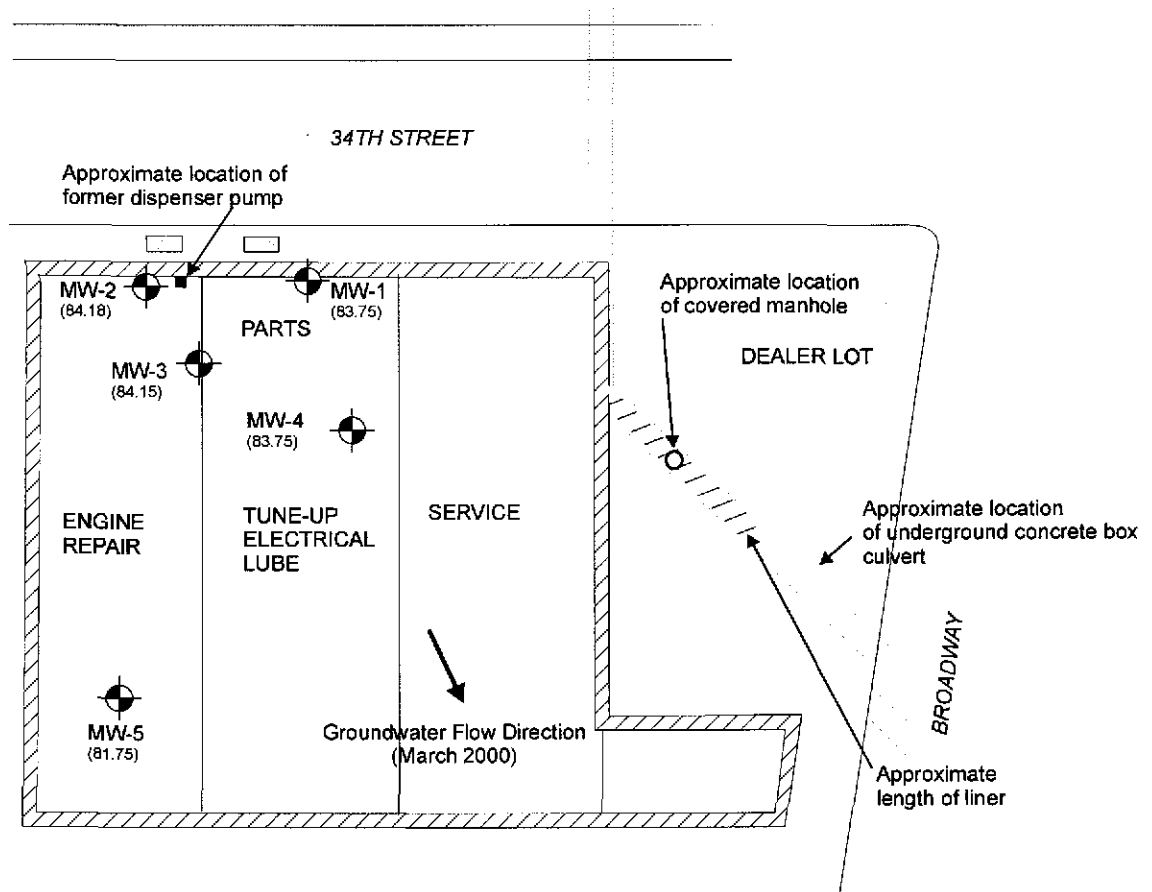 34TH STREET
Approximate location of
former dispenser pump
MW-2
(84.18)
MW-1
(83.75)
PARTS
Approximate location
of covered manhole
DEALER LOT
MW-3
(84.15)
MW-4
(83.75)
ENGINE
REPAIR
TUNE-UP
ELECTRICAL
LUBE
SERVICE
Approximate location
of underground concrete box
culvert
BROADWAY
MW-5
(81.75)
Groundwater Flow Direction
(March 2000)
Approximate
length of liner